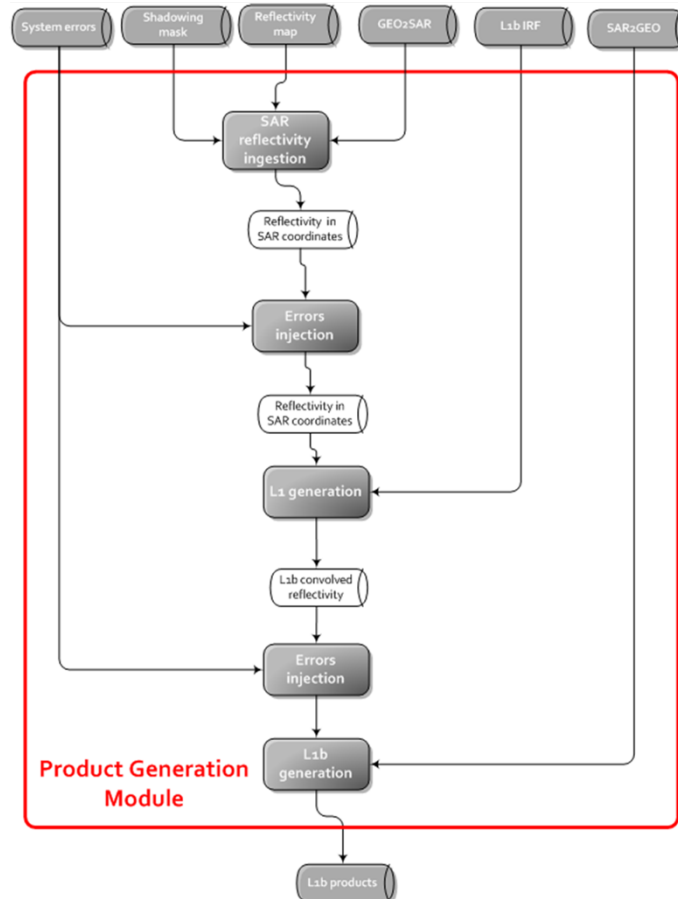 System errors
Shadowing
mask
Reflectivity
map
GEO2SAR
L1b IRF
SAR2GEO
SAR
reflectivity
ingestion
Reflectivity in
SAR coordinates
Errors
injection
Reflectivity in
SAR coordinates
L1 generation
L1b convolved
reflectivity
Errors
injection
L1b
generation
Product Generation
Module
L1b products